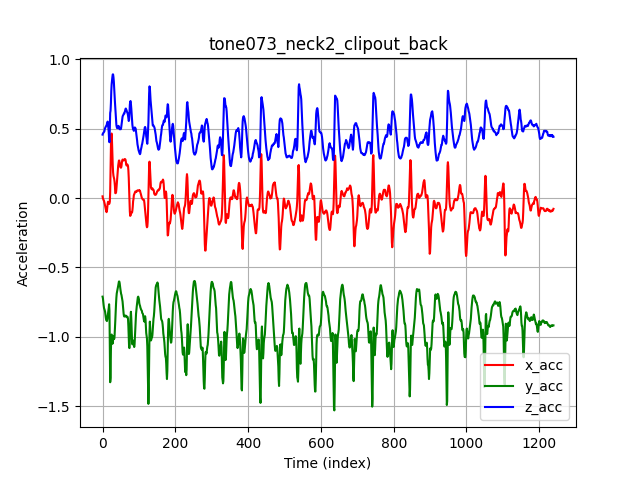 tone073_neck2_clipout_back
1.0
0.5
0.0
−0.5
−1.0
−1.5
Acceleration
0 200 400 600 800 1000 1200
Time (index)
x_acc
y_acc
z_acc